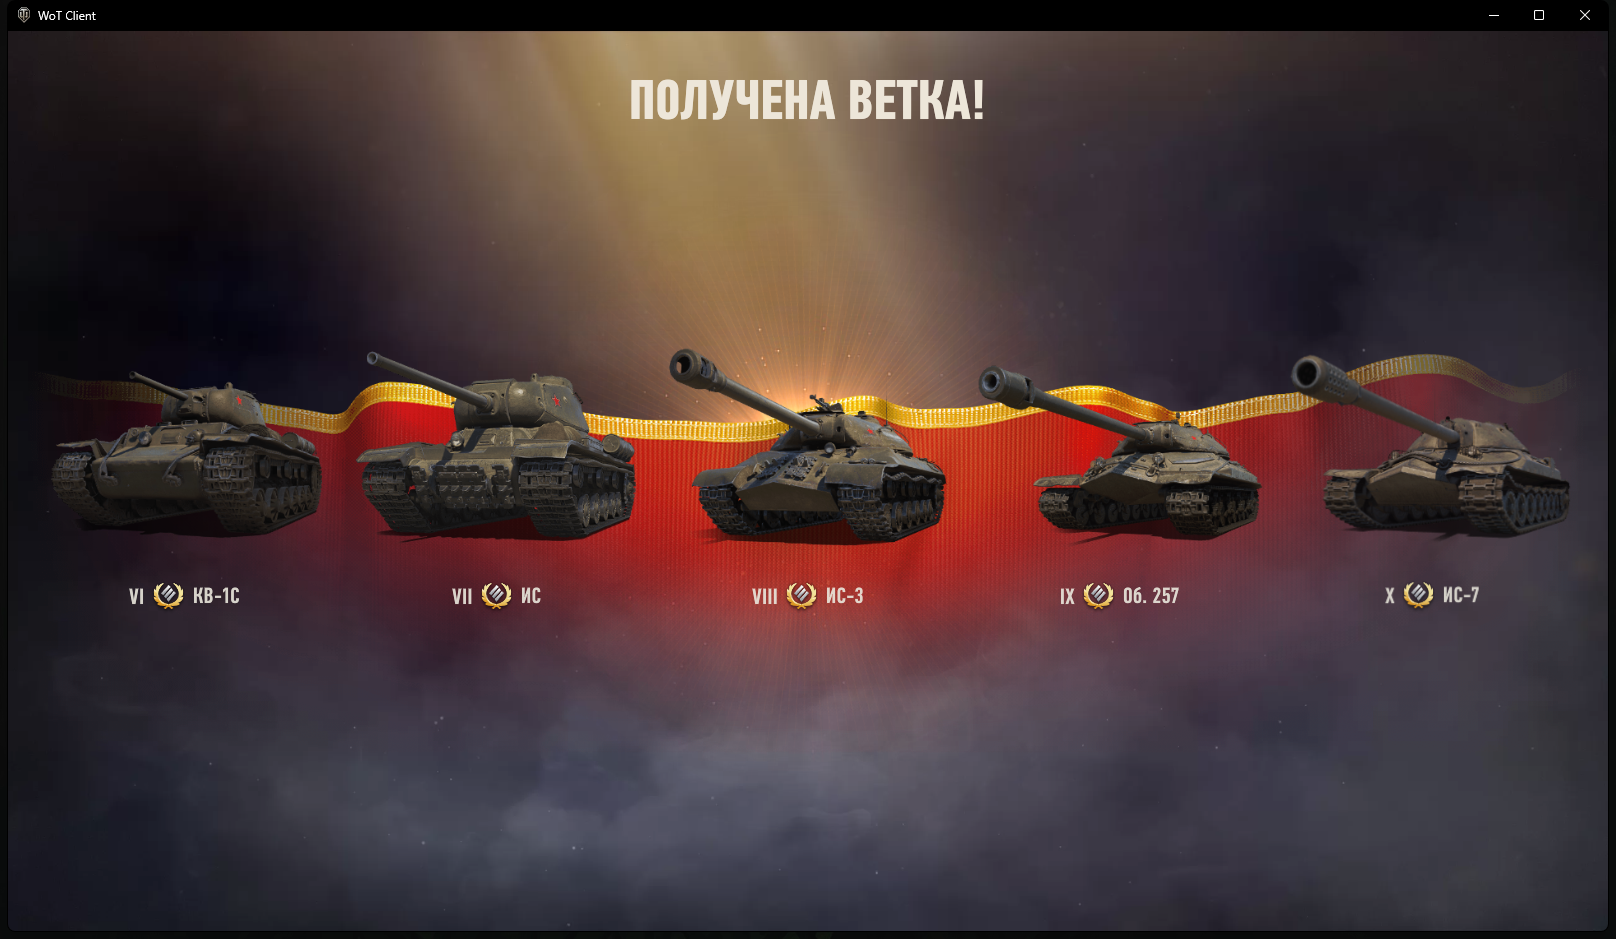 WoT Client
ПОЛУЧЕНА ВЕТКА!
VI КВ-1С
VII ИС
VIII ИС-3
IX Об. 257
X ИС-7